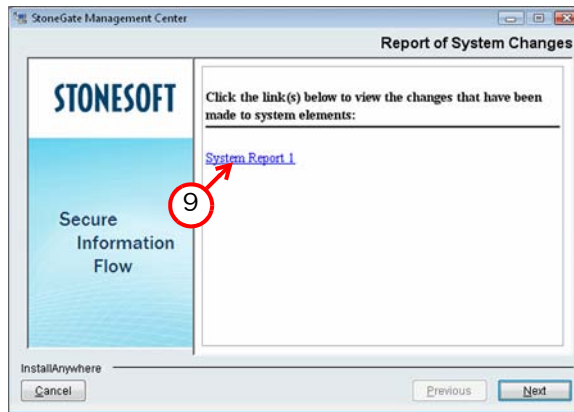 StoneGate Management Center
Report of System Changes
STONESOFT
Secure
Information
Flow
Click the link(s) below to view the changes that have been
made to system elements:
System Report 1
9
InstallAnywhere
Cancel
Previous
Next